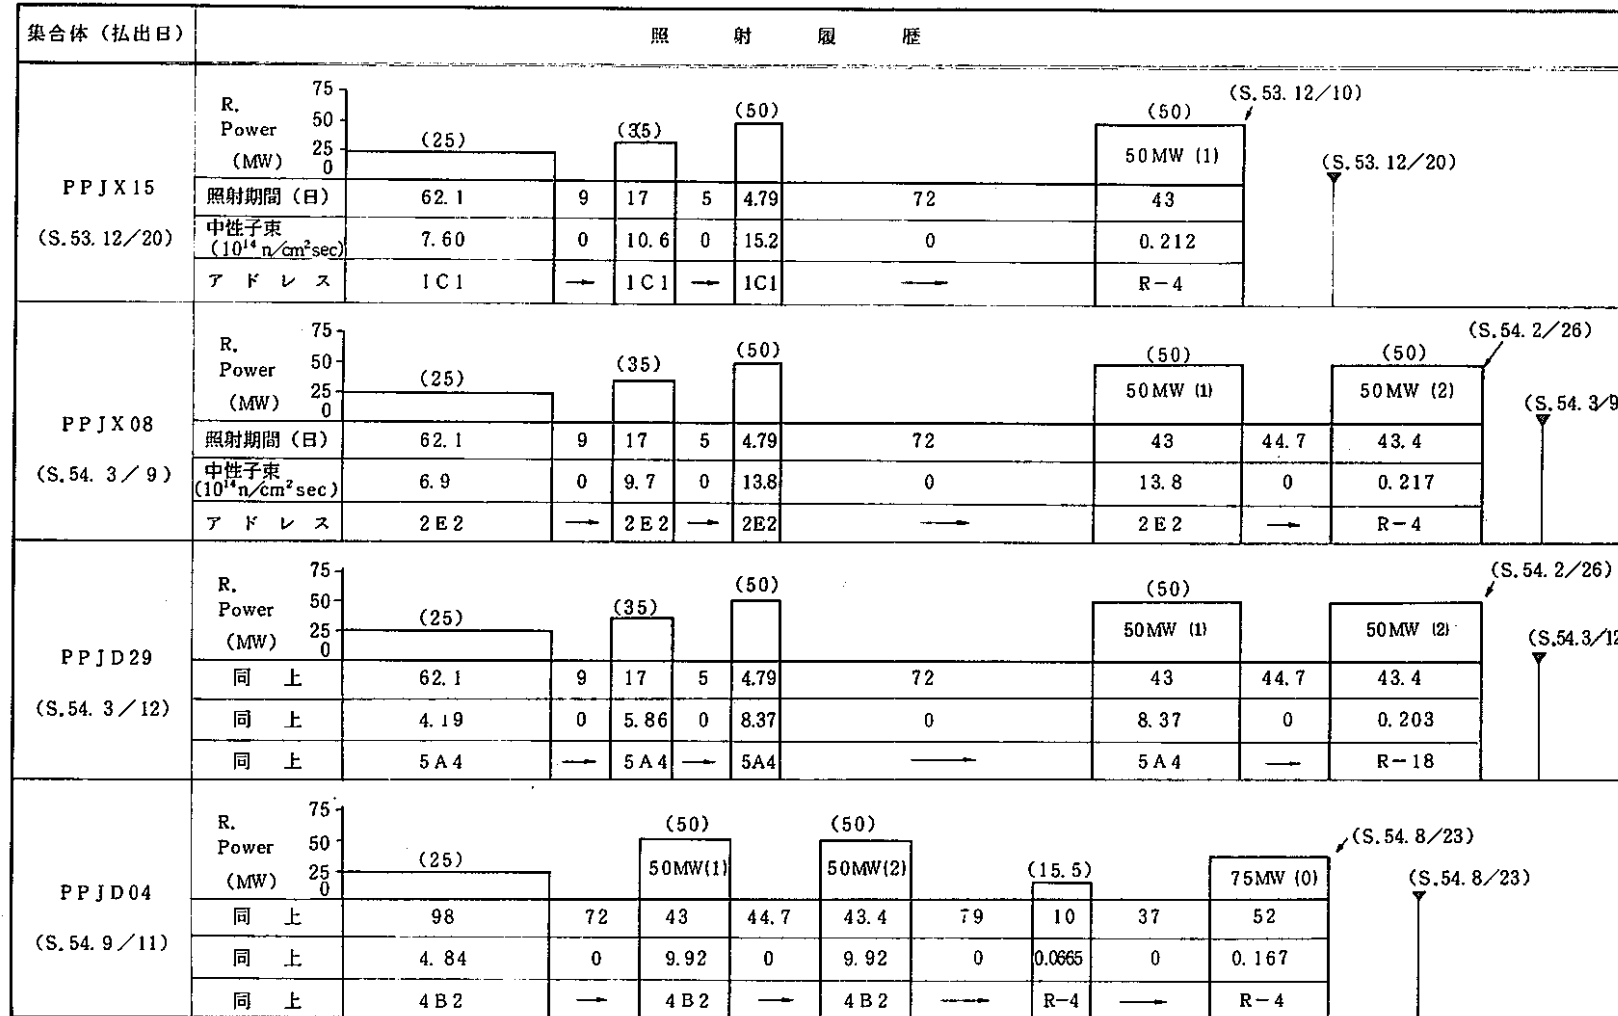 集合体（払出日） 照 射 履 歴
PPJX15
(S.53.12／20)
R.
Power
(MW)
75
50
25
0
(25) (35) (50) (50) (S.53.12／10)
50MW (1) (S.53.12／20)
照射期間（日） 62.1 9 17 5 4.79 72 43
中性子束
(10¹⁴n/cm²sec) 7.60 0 10.6 0 15.2 0 0.212
アドレス 1C1 → 1C1 → 1C1 → R-4
PPJX08
(S.54. 3／9)
R.
Power
(MW)
75
50
25
0
(25) (35) (50) (50) (50) (S.54.2／26)
50MW (1) 50MW (2) (S.54.3/9
照射期間（日） 62.1 9 17 5 4.79 72 43 44.7 43.4
中性子束
(10¹⁴n/cm²sec) 6.9 0 9.7 0 13.8 0 13.8 0 0.217
アドレス 2E2 → 2E2 → 2E2 → 2E2 → R-4
PPJD29
(S.54. 3／12)
R.
Power
(MW)
75
50
25
0
(25) (35) (50) (50) (S.54.2／26)
50MW (1) 50MW (2) (S.54.3/12
同上 62.1 9 17 5 4.79 72 43 44.7 43.4
同上 4.19 0 5.86 0 8.37 0 8.37 0 0.203
同上 5A4 → 5A4 → 5A4 → 5A4 → R-18
PPJD04
(S.54. 9／11)
R.
Power
(MW)
75
50
25
0
(25) (50) (50) (15.5) (S.54.8／23)
50MW(1) 50MW(2) 75MW (0) (S.54.8／23)
同上 98 72 43 44.7 43.4 79 10 37 52
同上 4.84 0 9.92 0 9.92 0 0.0665 0 0.167
同上 4B2 → 4B2 → 4B2 → R-4 → R-4